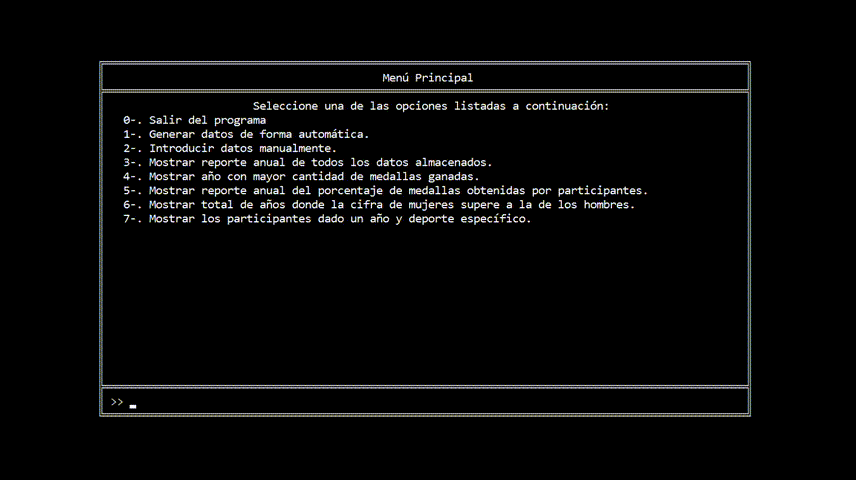 Menú Principal
Seleccione una de las opciones listadas a continuación:
0-. Salir del programa
1-. Generar datos de forma automática.
2-. Introducir datos manualmente.
3-. Mostrar reporte anual de todos los datos almacenados.
4-. Mostrar año con mayor cantidad de medallas ganadas.
5-. Mostrar reporte anual del porcentaje de medallas obtenidas por participantes.
6-. Mostrar total de años donde la cifra de mujeres supere a la de los hombres.
7-. Mostrar los participantes dado un año y deporte específico.
>> _